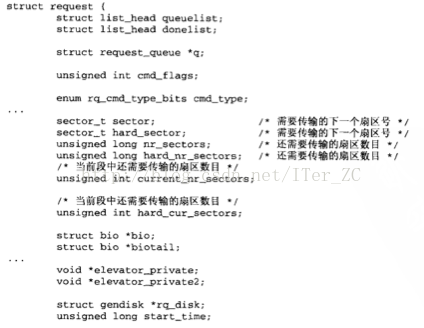 struct request {
struct list_head queuelist;
struct list_head donelist;
struct request_queue *q;
unsigned int cmd_flags;
enum rq_cmd_type_bits cmd_type;
...
sector_t sector; /* 需要传输的下一个扇区号 */
sector_t hard_sector; /* 需要传输的下一个扇区号 */
unsigned long nr_sectors; /* 还需要传输的扇区数目 */
unsigned long hard_nr_sectors; /* 还需要传输的扇区数目 */
/* 当前段中还需要传输的扇区数目 */
unsigned int current_nr_sectors;
/* 当前段中还需要传输的扇区数目 */
unsigned int hard_cur_sectors;
struct bio *bio;
struct bio *biotail;
...
void *elevator_private;
void *elevator_private2;
struct gendisk *rq_disk;
unsigned long start_time;